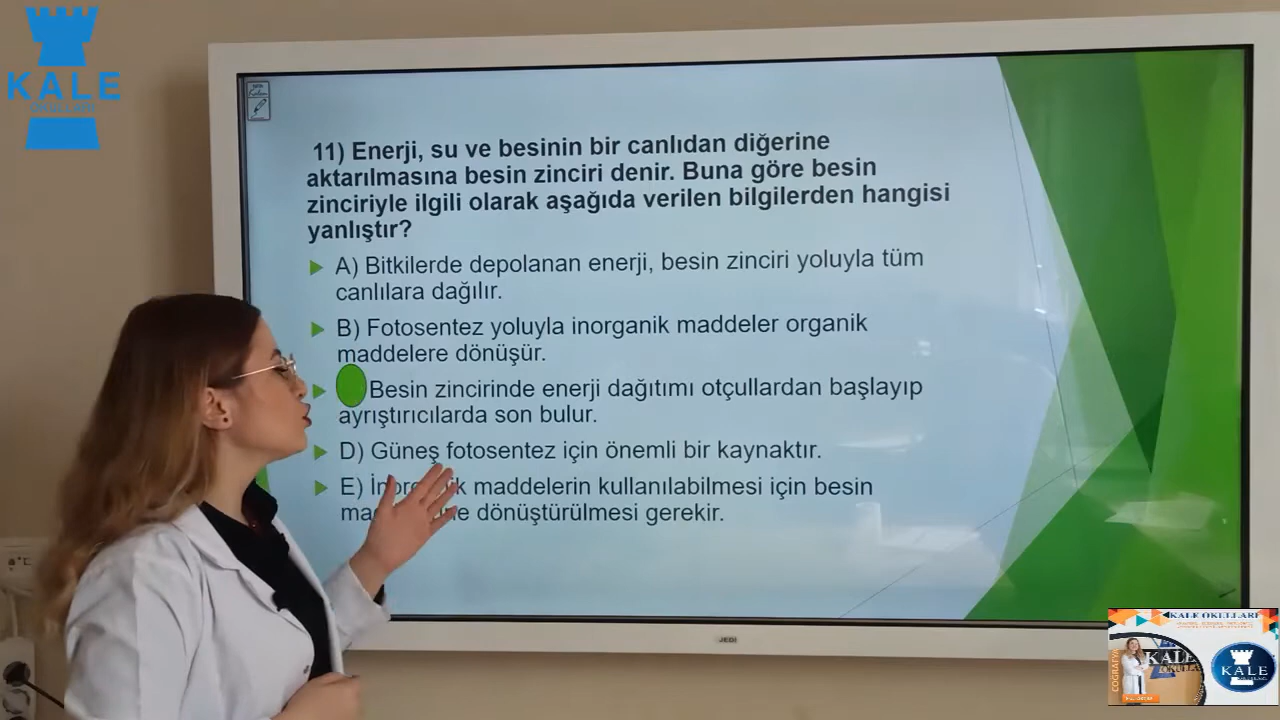 KALE
OKULLARI
11) Enerji, su ve besinin bir canlıdan diğerine
aktarılmasına besin zinciri denir. Buna göre besin
zinciriyle ilgili olarak aşağıda verilen bilgilerden hangisi
yanlıştır?
A) Bitkilerde depolanan enerji, besin zinciri yoluyla tüm
canlılara dağılır.
B) Fotosentez yoluyla inorganik maddeler organik
maddelere dönüşür.
Besin zincirinde enerji dağıtımı otçullardan başlayıp
ayrıştırıcılarda son bulur.
D) Güneş fotosentez için önemli bir kaynaktır.
E) maddelerin kullanılabilmesi için besin
dönüştürülmesi gerekir.
JEDI
KALE OKULLARI
COĞRAFYA
KALE
KALE